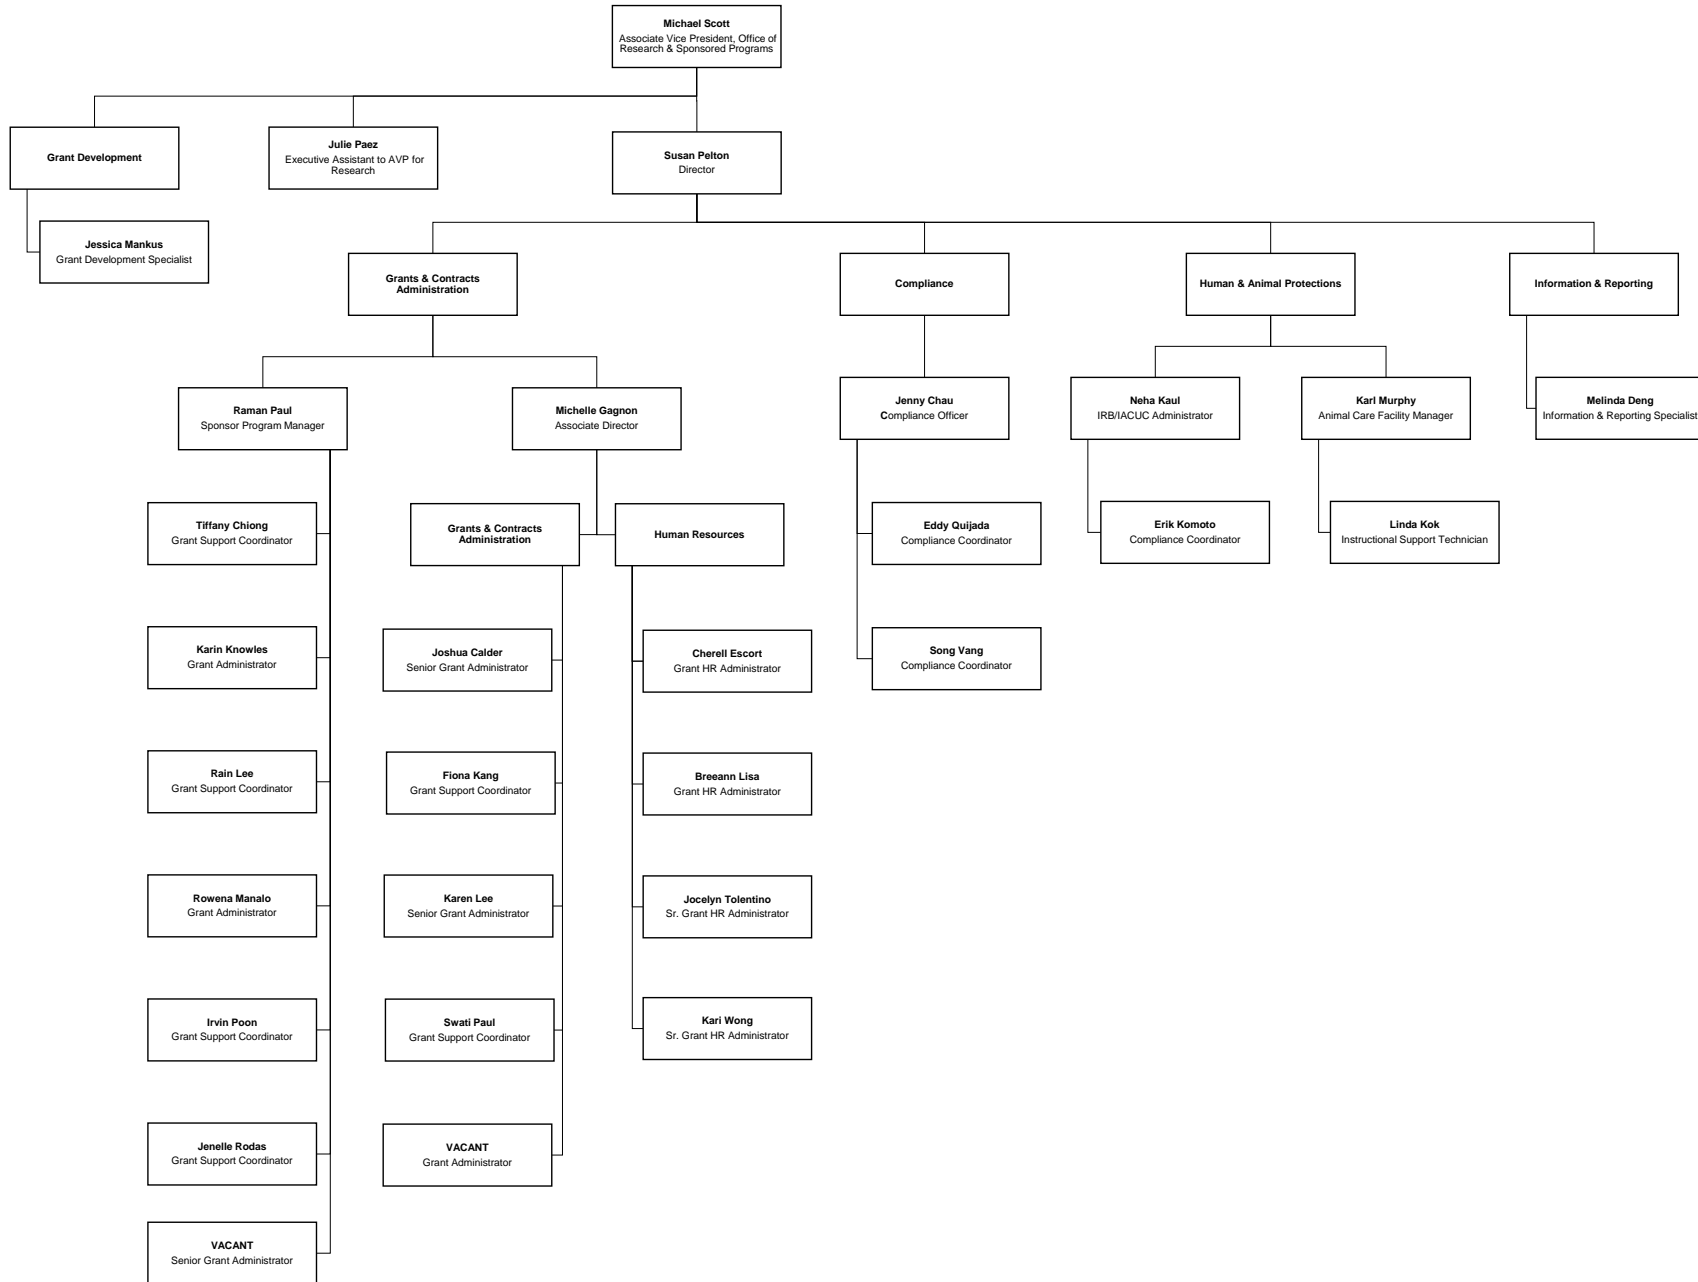 Michael Scott
Associate Vice President, Office of
Research & Sponsored Programs
Grant Development
Julie Paez
Executive Assistant to AVP for
Research
Susan Pelton
Director
Jessica Mankus
Grant Development Specialist
Grants & Contracts
Administration
Compliance
Human & Animal Protections
Information & Reporting
Raman Paul
Sponsor Program Manager
Michelle Gagnon
Associate Director
Jenny Chau
Compliance Officer
Neha Kaul
IRB/IACUC Administrator
Karl Murphy
Animal Care Facility Manager
Melinda Deng
Information & Reporting Specialist
Tiffany Chiong
Grant Support Coordinator
Grants & Contracts
Administration
Human Resources
Eddy Quijada
Compliance Coordinator
Erik Komoto
Compliance Coordinator
Linda Kok
Instructional Support Technician
Karin Knowles
Grant Administrator
Joshua Calder
Senior Grant Administrator
Cherell Escort
Grant HR Administrator
Song Vang
Compliance Coordinator
Rain Lee
Grant Support Coordinator
Fiona Kang
Grant Support Coordinator
Breeann Lisa
Grant HR Administrator
Rowena Manalo
Grant Administrator
Karen Lee
Senior Grant Administrator
Jocelyn Tolentino
Sr. Grant HR Administrator
Irvin Poon
Grant Support Coordinator
Swati Paul
Grant Support Coordinator
Kari Wong
Sr. Grant HR Administrator
Jenelle Rodas
Grant Support Coordinator
VACANT
Grant Administrator
VACANT
Senior Grant Administrator